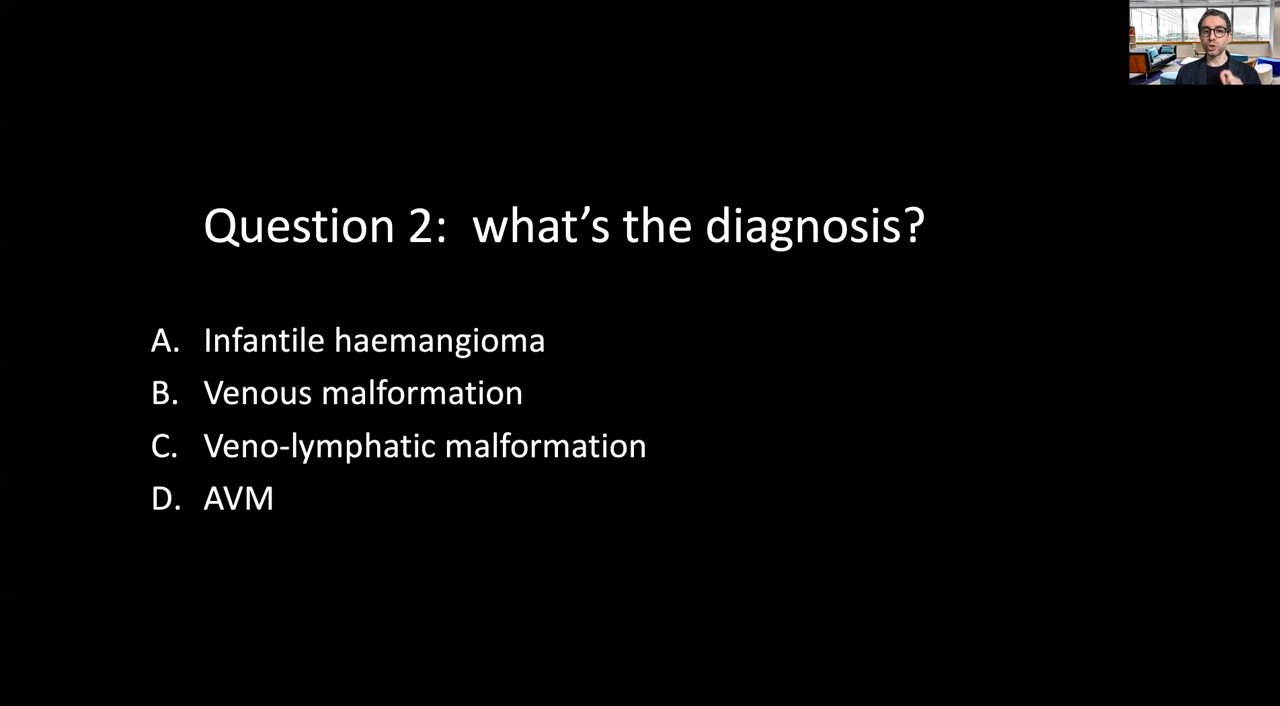 Question 2:  what’s the diagnosis?
A. Infantile haemangioma
B. Venous malformation
C. Veno-lymphatic malformation
D. AVM